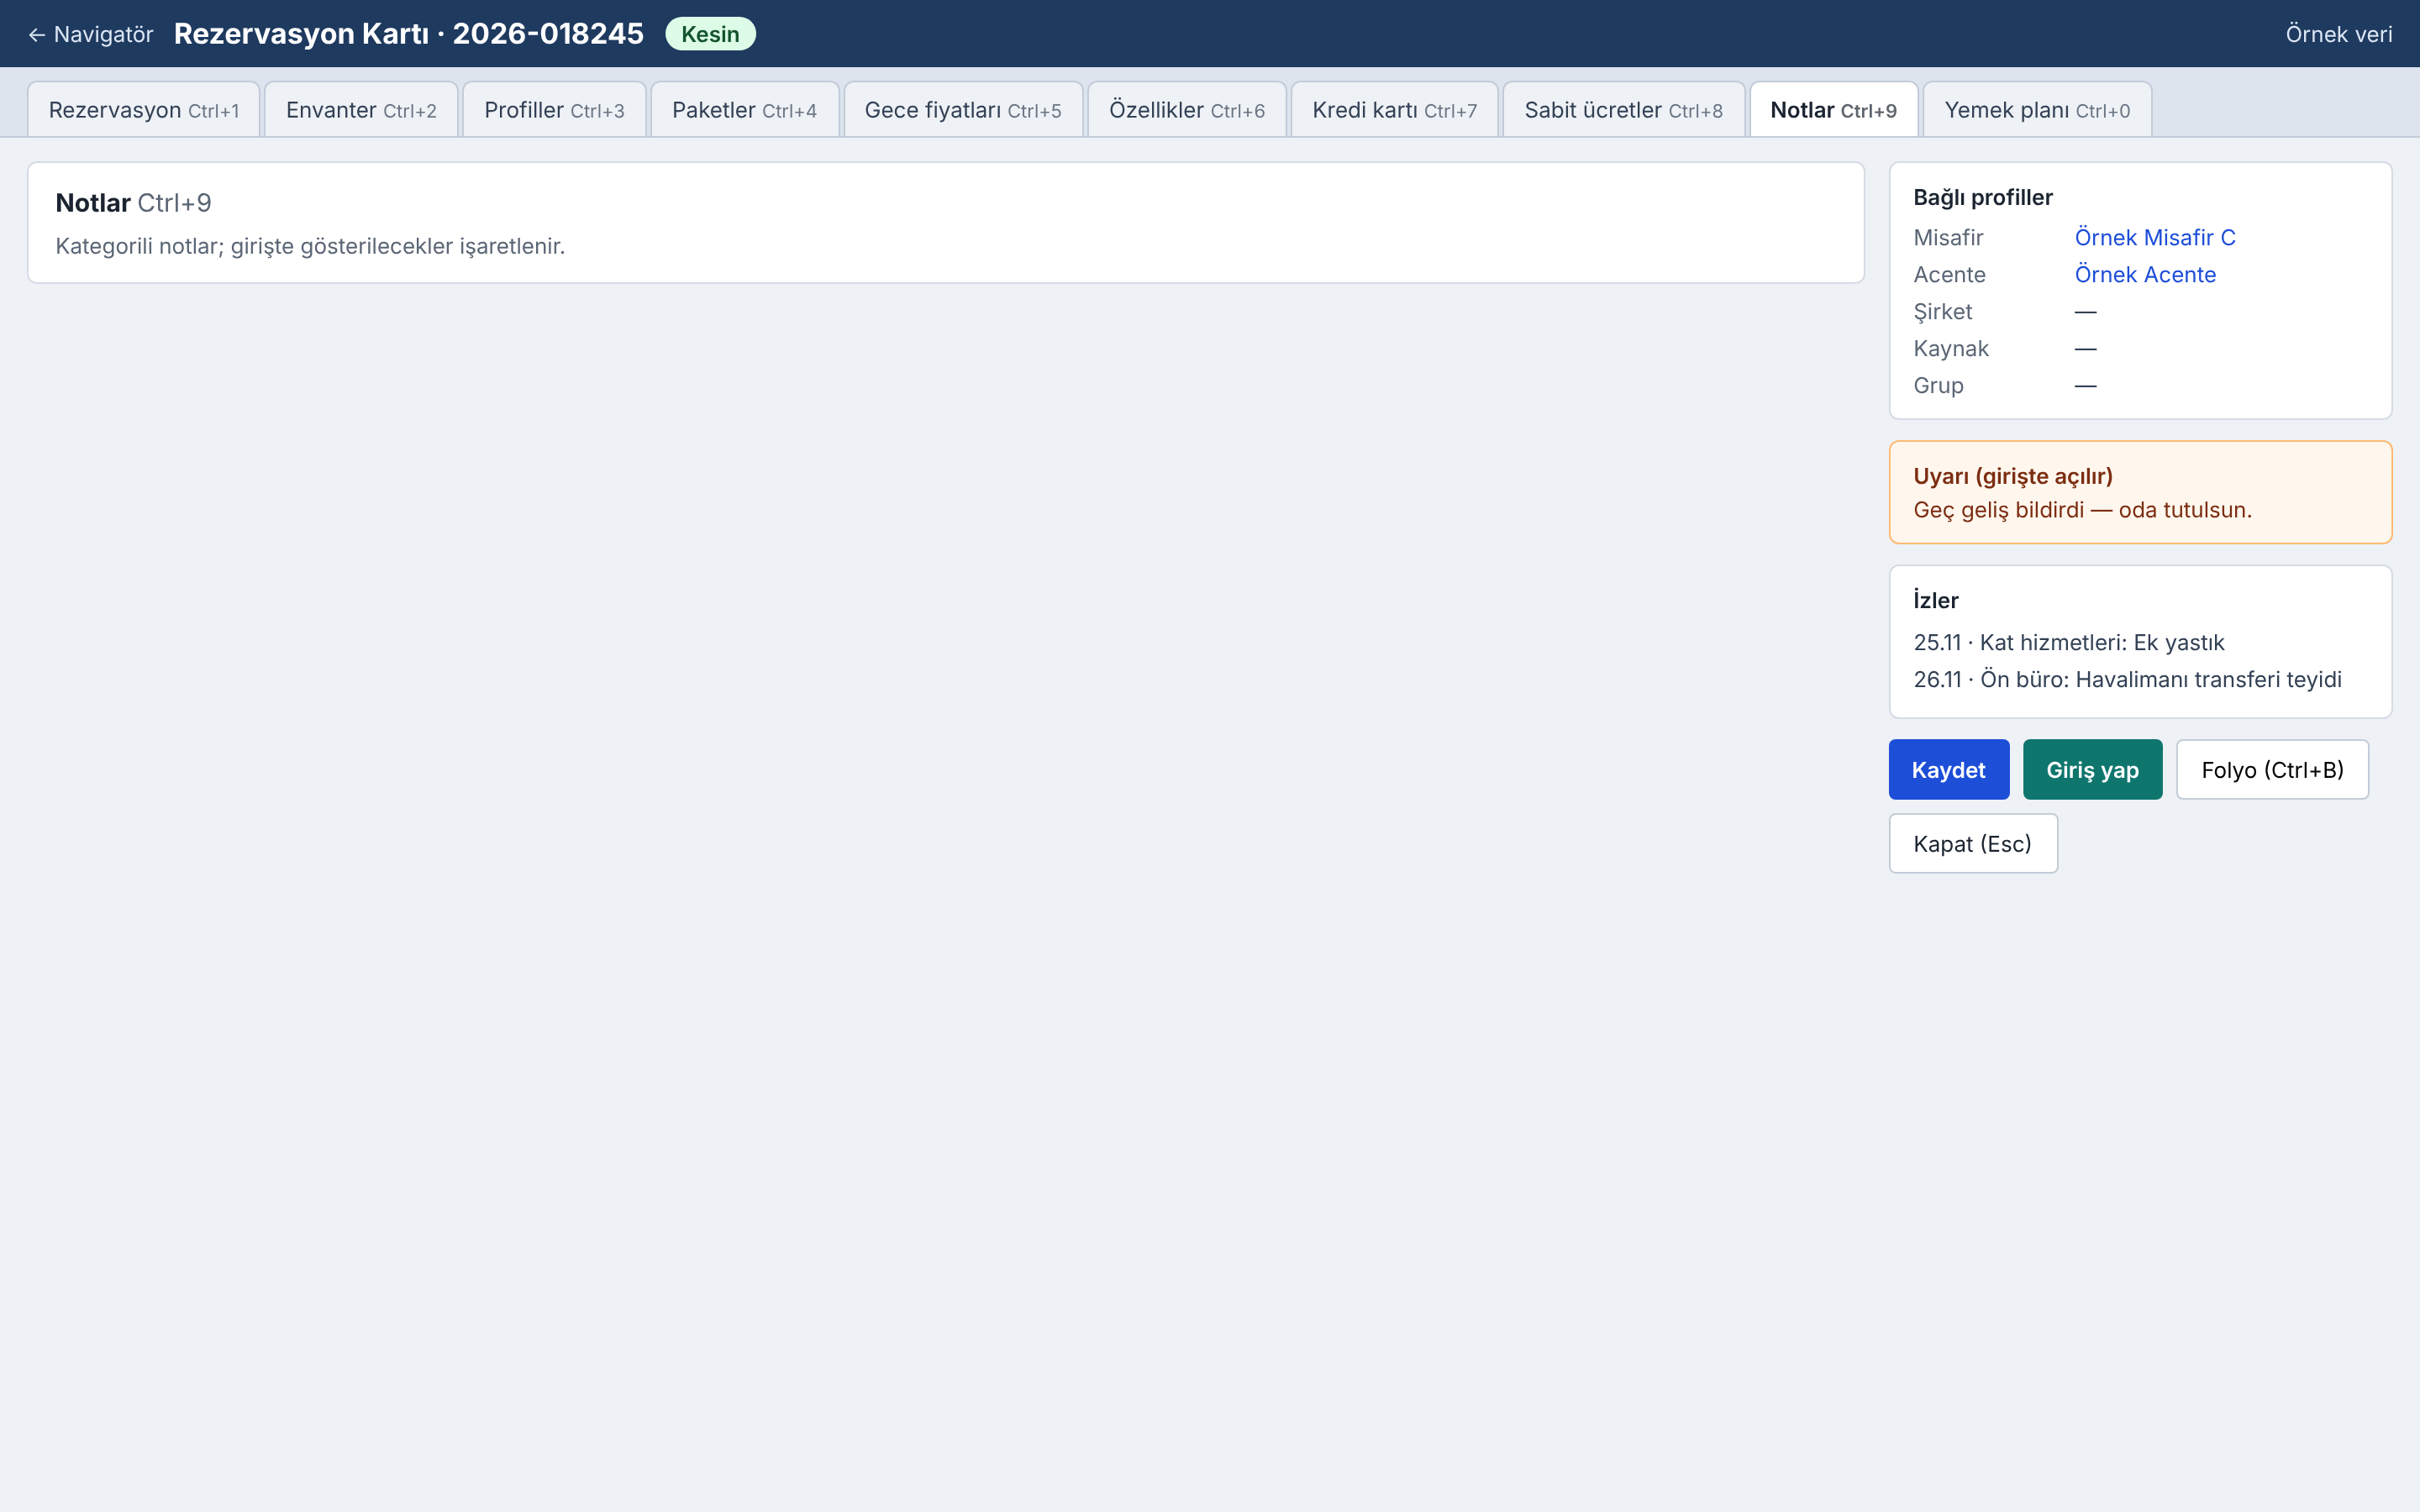 ← Navigatör Rezervasyon Kartı · 2026-018245 Kesin Örnek veri
Rezervasyon Ctrl+1 Envanter Ctrl+2 Profiller Ctrl+3 Paketler Ctrl+4 Gece fiyatları Ctrl+5 Özellikler Ctrl+6 Kredi kartı Ctrl+7 Sabit ücretler Ctrl+8 Notlar Ctrl+9 Yemek planı Ctrl+0
Notlar Ctrl+9
Kategorili notlar; girişte gösterilecekler işaretlenir.
Bağlı profiller
Misafir Örnek Misafir C
Acente Örnek Acente
Şirket —
Kaynak —
Grup —
Uyarı (girişte açılır)
Geç geliş bildirdi — oda tutulsun.
İzler
25.11 · Kat hizmetleri: Ek yastık
26.11 · Ön büro: Havalimanı transferi teyidi
Kaydet Giriş yap Folyo (Ctrl+B)
Kapat (Esc)